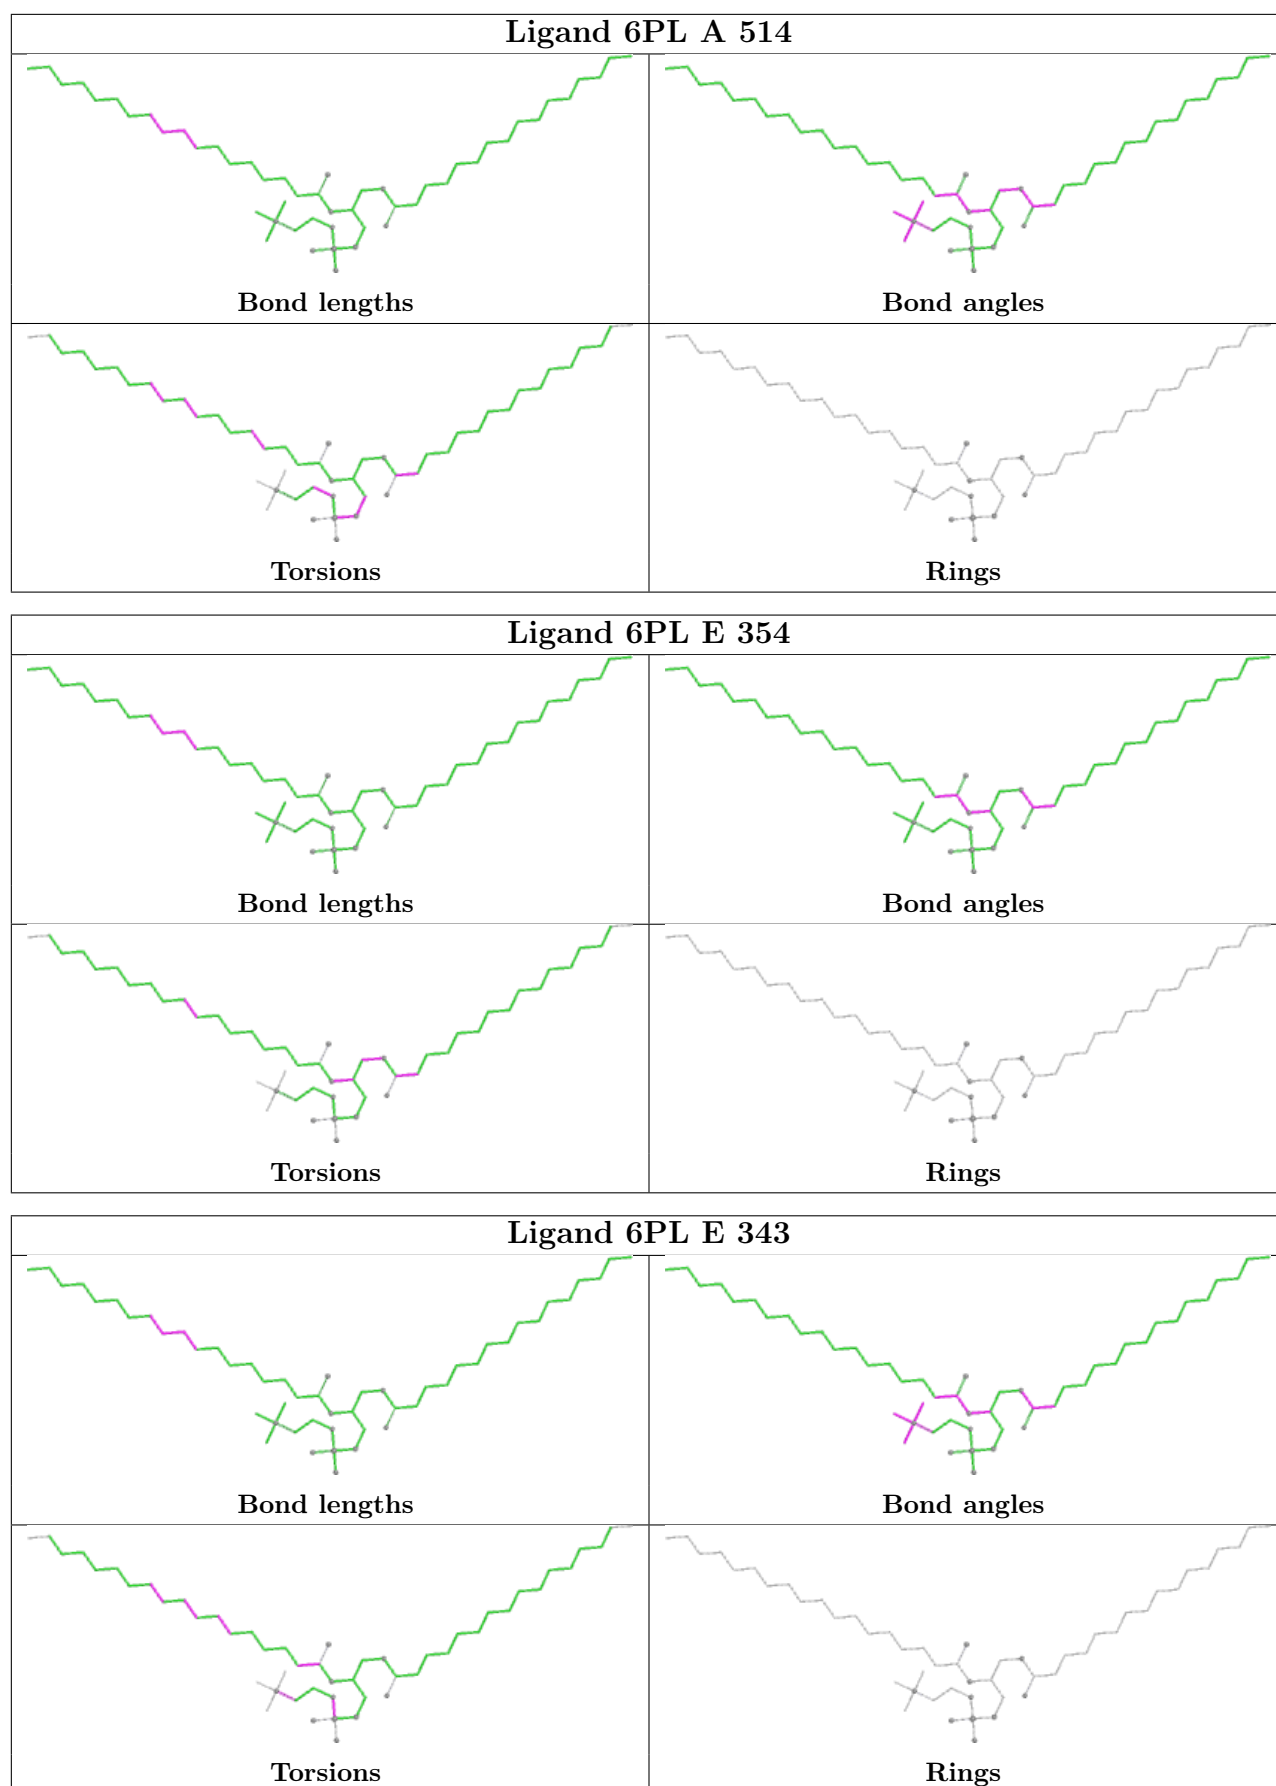 Ligand 6PL A 514
Bond lengths
Bond angles
Torsions
Rings
Ligand 6PL E 354
Bond lengths
Bond angles
Torsions
Rings
Ligand 6PL E 343
Bond lengths
Bond angles
Torsions
Rings